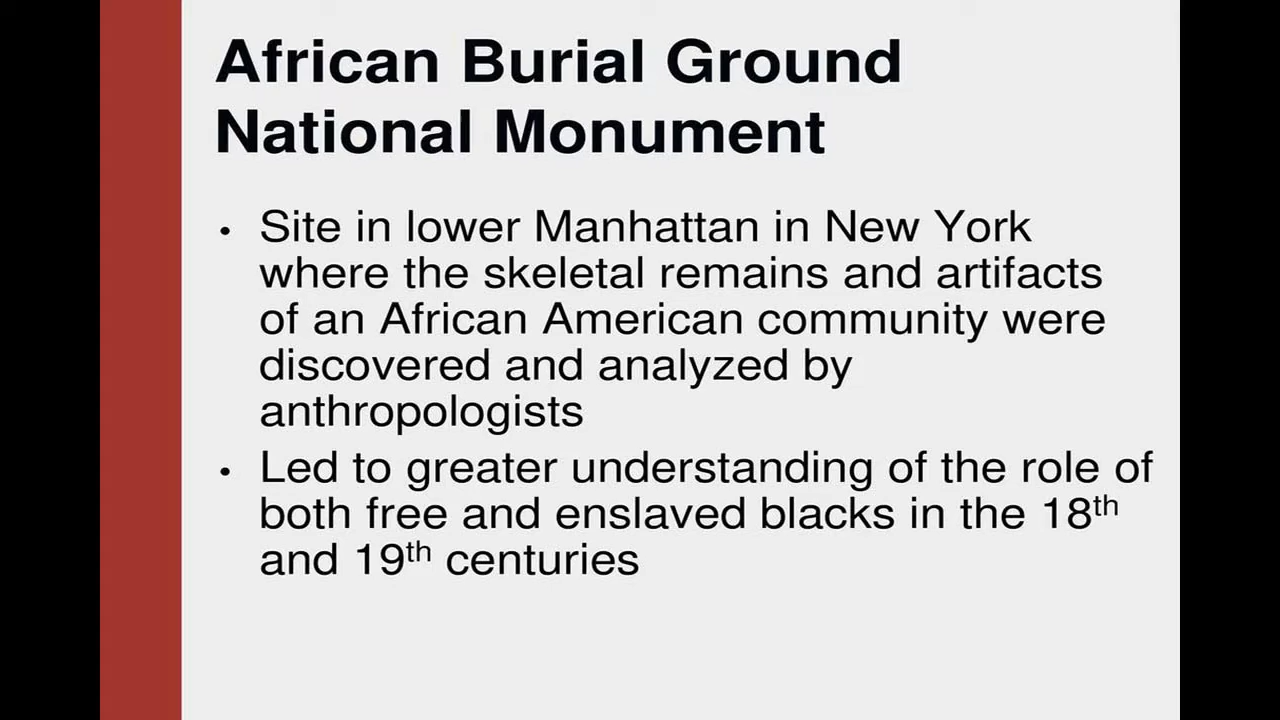 African Burial Ground
National Monument
• Site in lower Manhattan in New York
where the skeletal remains and artifacts
of an African American community were
discovered and analyzed by
anthropologists
• Led to greater understanding of the role of
both free and enslaved blacks in the 18th
and 19th centuries